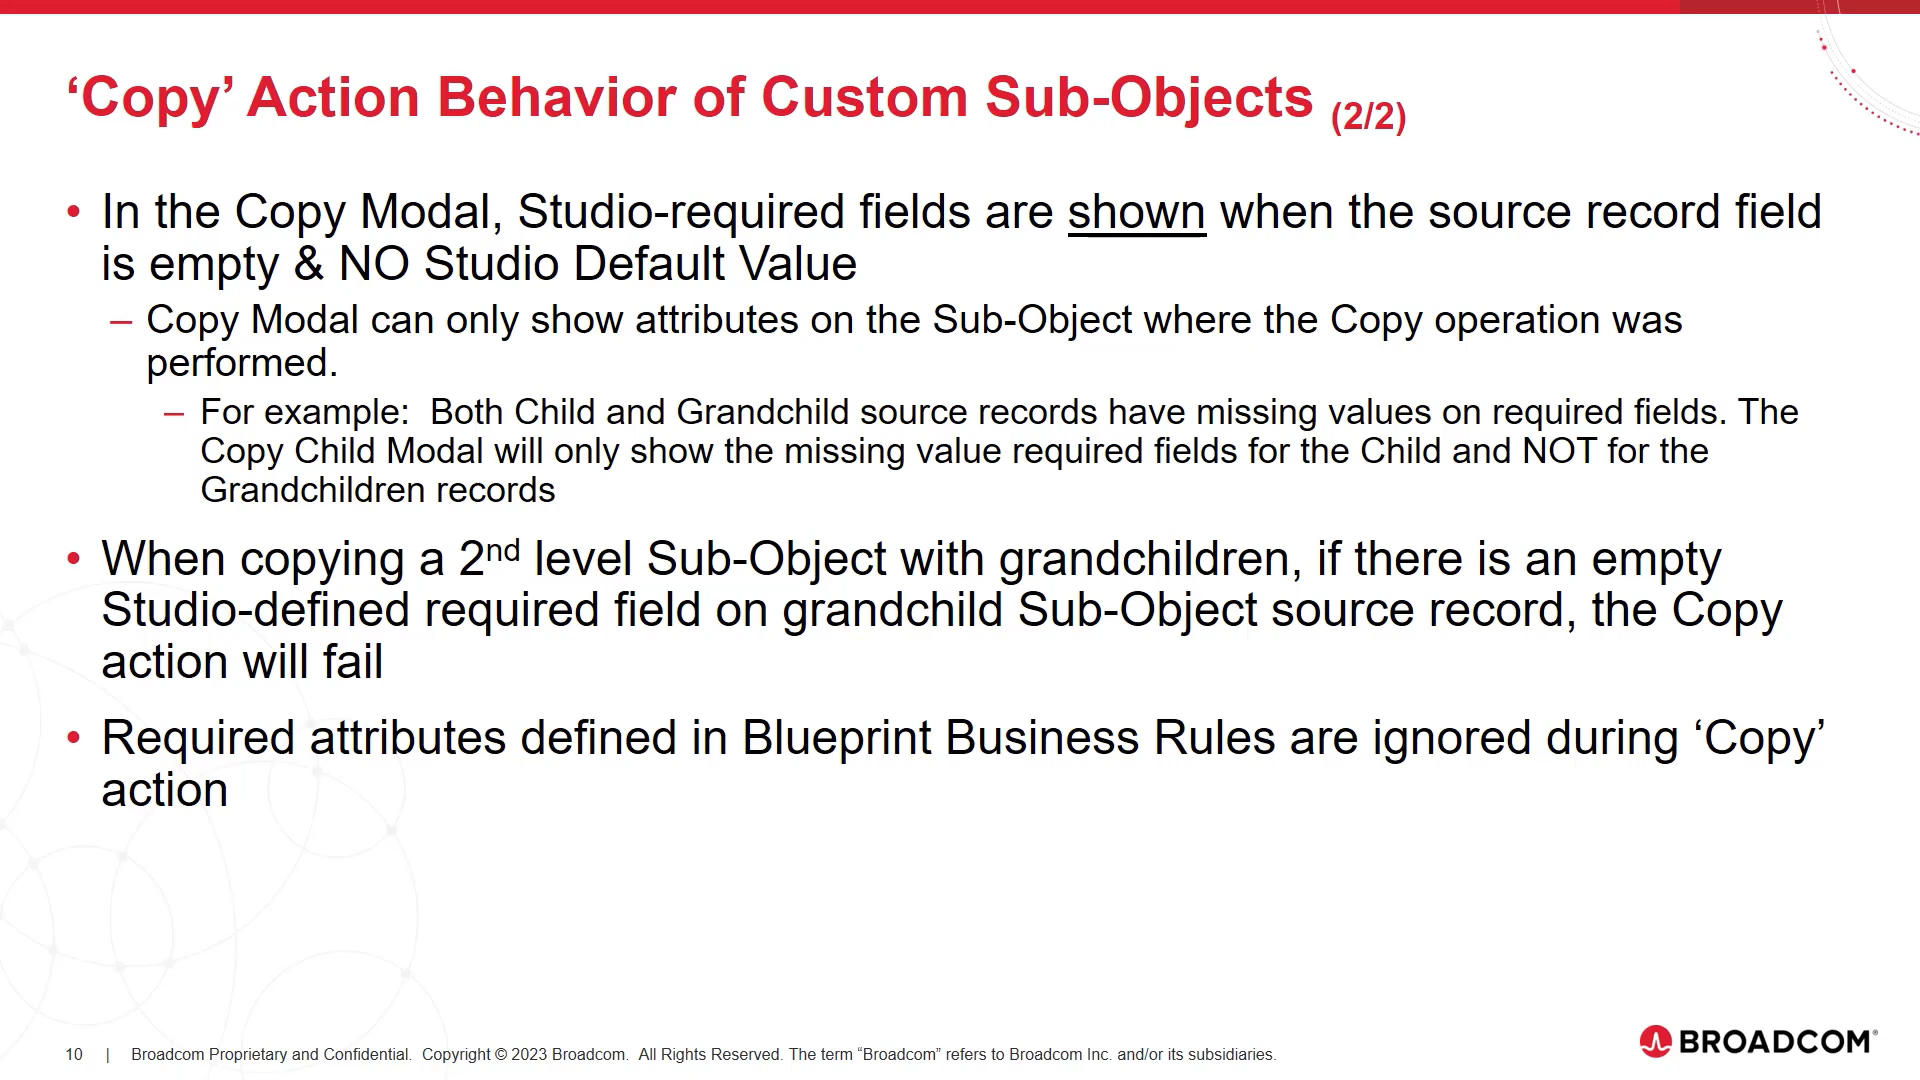 ‘Copy’ Action Behavior of Custom Sub-Objects (2/2)
• In the Copy Modal, Studio-required fields are shown when the source record field
is empty & NO Studio Default Value
– Copy Modal can only show attributes on the Sub-Object where the Copy operation was
performed.
– For example:  Both Child and Grandchild source records have missing values on required fields. The
Copy Child Modal will only show the missing value required fields for the Child and NOT for the
Grandchildren records
• When copying a 2nd level Sub-Object with grandchildren, if there is an empty
Studio-defined required field on grandchild Sub-Object source record, the Copy
action will fail
• Required attributes defined in Blueprint Business Rules are ignored during ‘Copy’
action
10 | Broadcom Proprietary and Confidential.  Copyright © 2023 Broadcom.  All Rights Reserved. The term “Broadcom” refers to Broadcom Inc. and/or its subsidiaries.
BROADCOM®